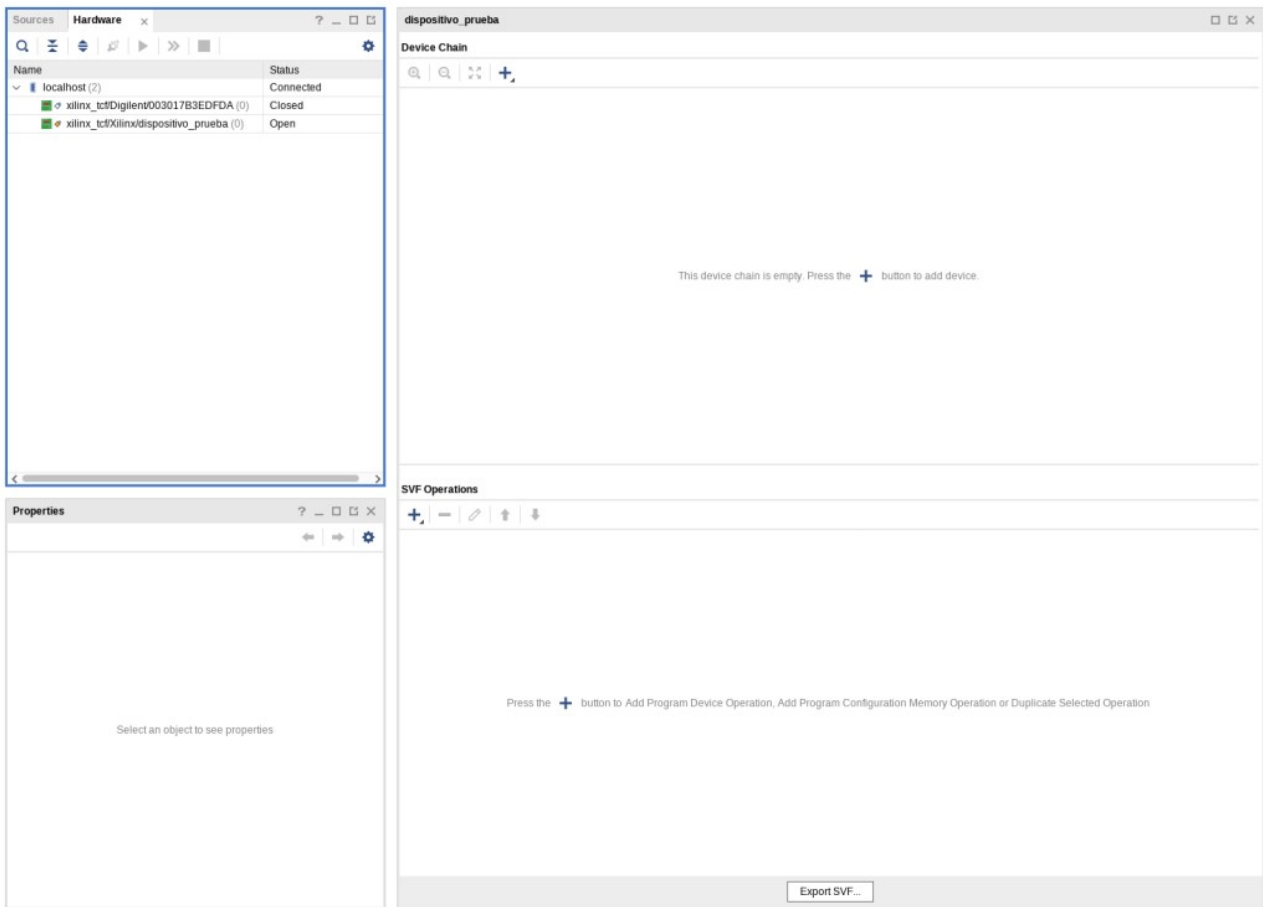 Sources Hardware
Name Status
localhost (2) Connected
xilinx_tcf/Digilent/003017B3EDFDA (0) Closed
xilinx_tcf/Xilinx/dispositivo_prueba (0) Open
Properties
Select an object to see properties
dispositivo_prueba
Device Chain
This device chain is empty. Press the button to add device.
SVF Operations
Press the button to Add Program Device Operation, Add Program Configuration Memory Operation or Duplicate Selected Operation
Export SVF...